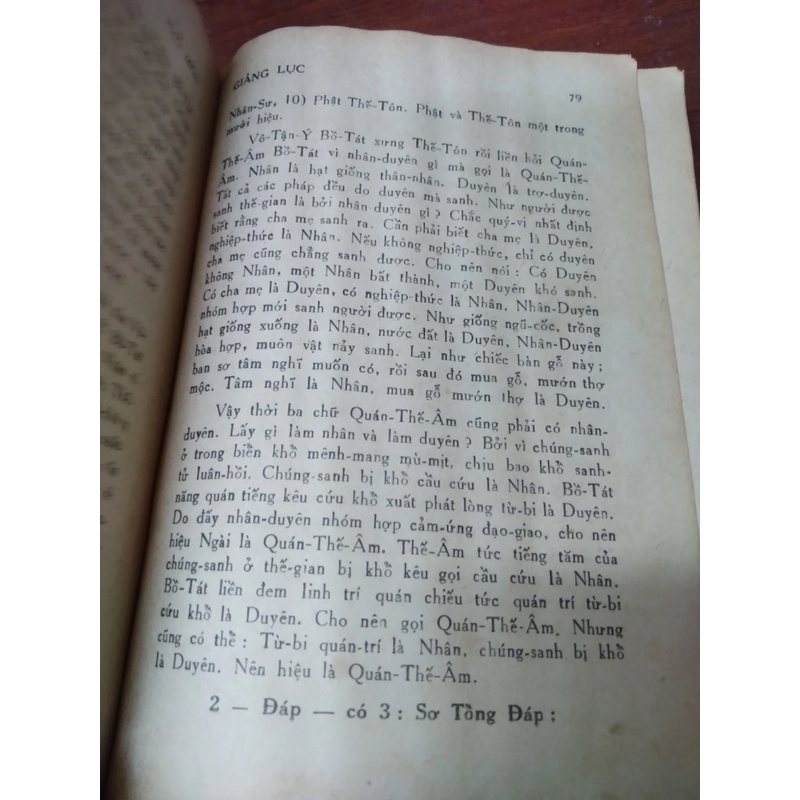 GIẢNG LỤC 79
Nhân-Sư, 10) Phật Thế-Tôn. Phật và Thế-Tôn một trong
mười hiệu.
Vô-Tận-Ý Bồ-Tát xưng Thế-Tôn rồi liền hỏi Quán-
Thế-Âm Bồ-Tát vì nhân-duyên gì mà gọi là Quán-Thế-
Âm. Nhân là hạt giống thân-nhân. Duyên là trợ-duyên.
Tất cả các pháp đều do duyên mà sanh. Như người được
sanh thế-gian là bởi nhân duyên gì ? Chắc quý-vị nhất định
biết rằng cha mẹ sanh ra. Cần phải biết cha mẹ là Duyên,
nghiệp-thức là Nhân. Nếu không nghiệp-thức, chỉ có duyên
cha mẹ cũng chẳng sanh được. Cho nên nói : Có Duyên
không Nhân, một Nhân bất thành, một Duyên khó sanh.
Có cha mẹ là Duyên, có nghiệp-thức là Nhân, Nhân-Duyên
nhóm hợp mới sanh người được. Như giống ngũ-cốc, trồng
hạt giống xuống là Nhân, nước đất là Duyên, Nhân-Duyên
hòa hợp, muôn vật nảy sanh. Lại như chiếc bàn gỗ này ;
ban sơ tâm nghĩ muốn có, rồi sau đó mua gỗ, mướn thợ
mộc. Tâm nghĩ là Nhân, mua gỗ mướn thợ là Duyên.
Vậy thời ba chữ Quán-Thế-Âm cũng phải có nhân-
duyên. Lấy gì làm nhân và làm duyên ? Bởi vì chúng-sanh
ở trong biển khổ mênh-mang mù-mịt, chịu bao khổ sanh-
tử luân-hồi. Chúng-sanh bị khổ cầu cứu là Nhân. Bồ-Tát
năng quán tiếng kêu cứu khổ xuất phát lòng từ-bi là Duyên.
Do đấy nhân-duyên nhóm hợp cảm-ứng đạo-giao, cho nên
hiệu Ngài là Quán-Thế-Âm. Thế-Âm tức tiếng tăm của
chúng-sanh ở thế-gian bị khổ kêu gọi cầu cứu là Nhân.
Bồ-Tát liền đem linh trí quán chiếu tức quán trí từ-bi
cứu khổ là Duyên. Cho nên gọi Quán-Thế-Âm. Nhưng
cũng có thể : Từ-bi quán-trí là Nhân, chúng-sanh bị khổ
là Duyên. Nên hiệu là Quán-Thế-Âm.
2 — Đáp — có 3 : Sơ Tổng Đáp :